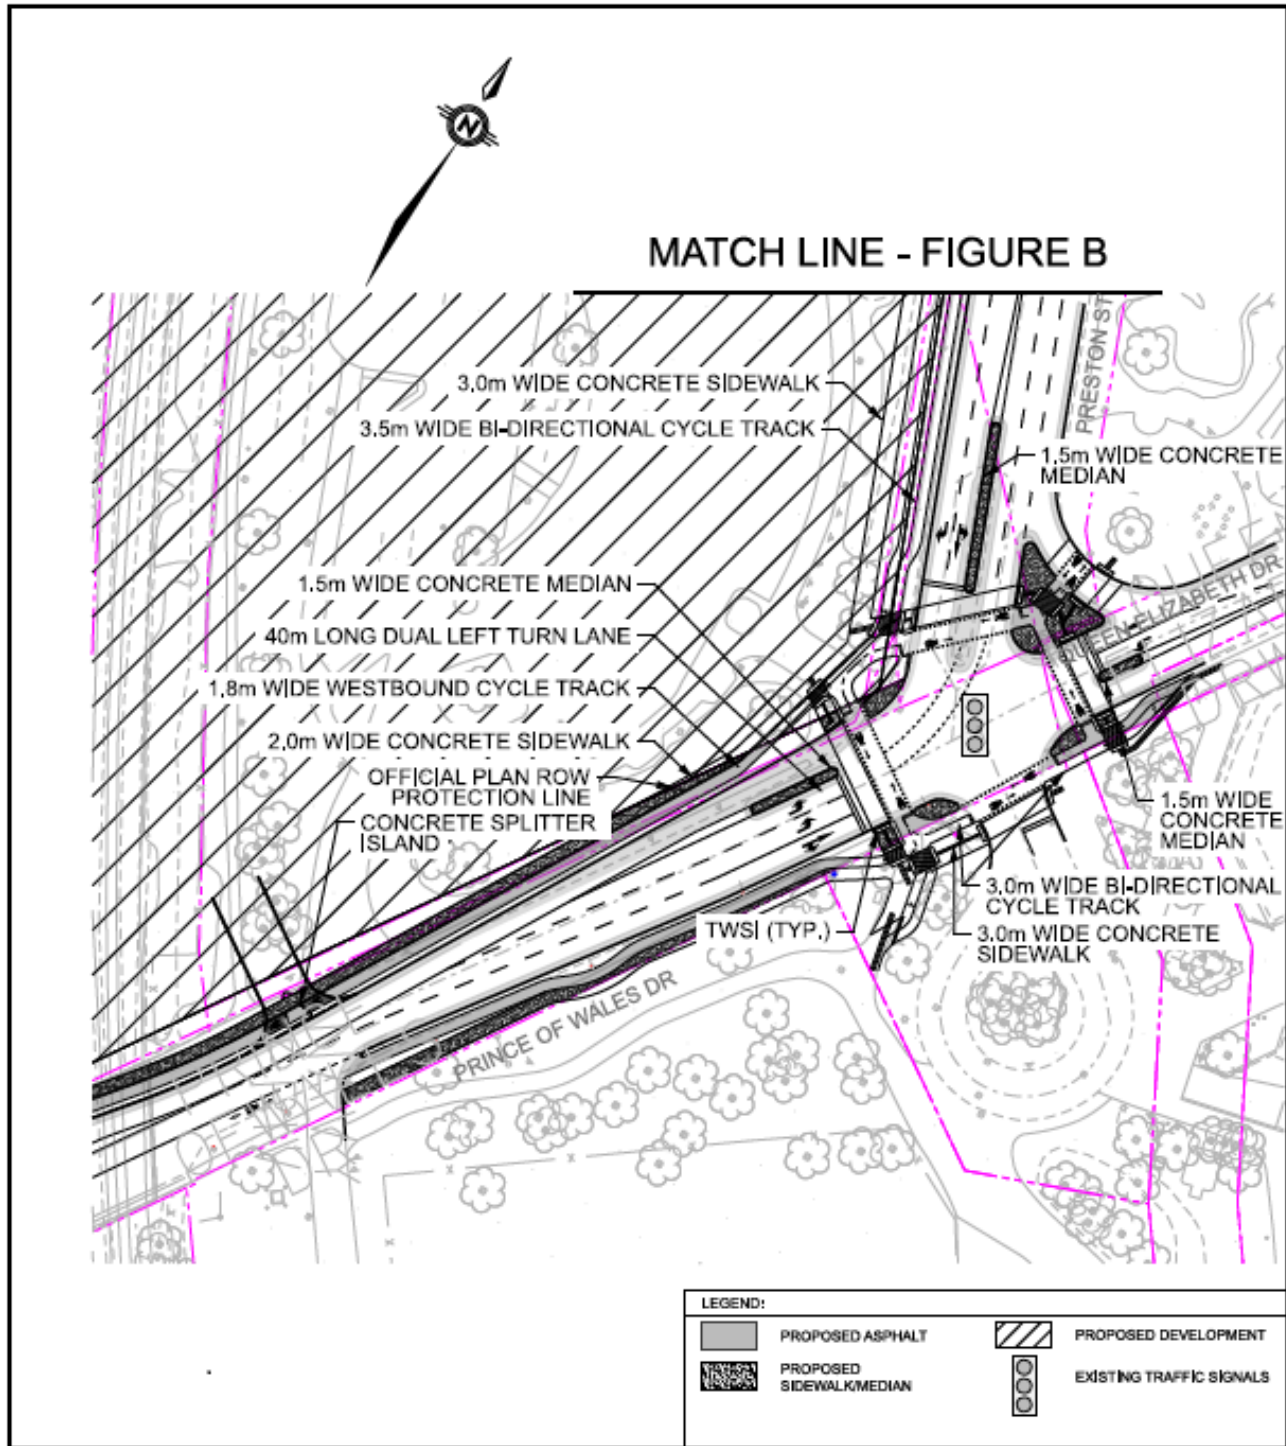 N
MATCH LINE - FIGURE B
3.0m WIDE CONCRETE SIDEWALK
3.5m WIDE BI-DIRECTIONAL CYCLE TRACK
PRESTON ST
1.5m WIDE CONCRETE
MEDIAN
1.5m WIDE CONCRETE MEDIAN
40m LONG DUAL LEFT TURN LANE
1.8m WIDE WESTBOUND CYCLE TRACK
2.0m WIDE CONCRETE SIDEWALK
OFFICIAL PLAN ROW
PROTECTION LINE
CONCRETE SPLITTER
ISLAND
QUEEN ELIZABETH DR
1.5m WIDE
CONCRETE
MEDIAN
3.0m WIDE BI-DIRECTIONAL
CYCLE TRACK
TWSI (TYP.)
3.0m WIDE CONCRETE
SIDEWALK
PRINCE OF WALES DR
LEGEND:
PROPOSED ASPHALT
PROPOSED DEVELOPMENT
PROPOSED
SIDEWALK/MEDIAN
EXISTING TRAFFIC SIGNALS